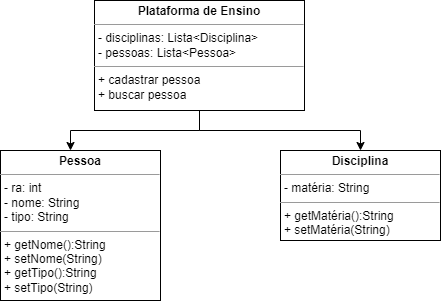 Plataforma de Ensino
- disciplinas: Lista<Disciplina>
- pessoas: Lista<Pessoa>
+ cadastrar pessoa
+ buscar pessoa
Pessoa
- ra: int
- nome: String
- tipo: String
+ getNome():String
+ setNome(String)
+ getTipo():String
+ setTipo(String)
Disciplina
- matéria: String
+ getMatéria():String
+ setMatéria(String)